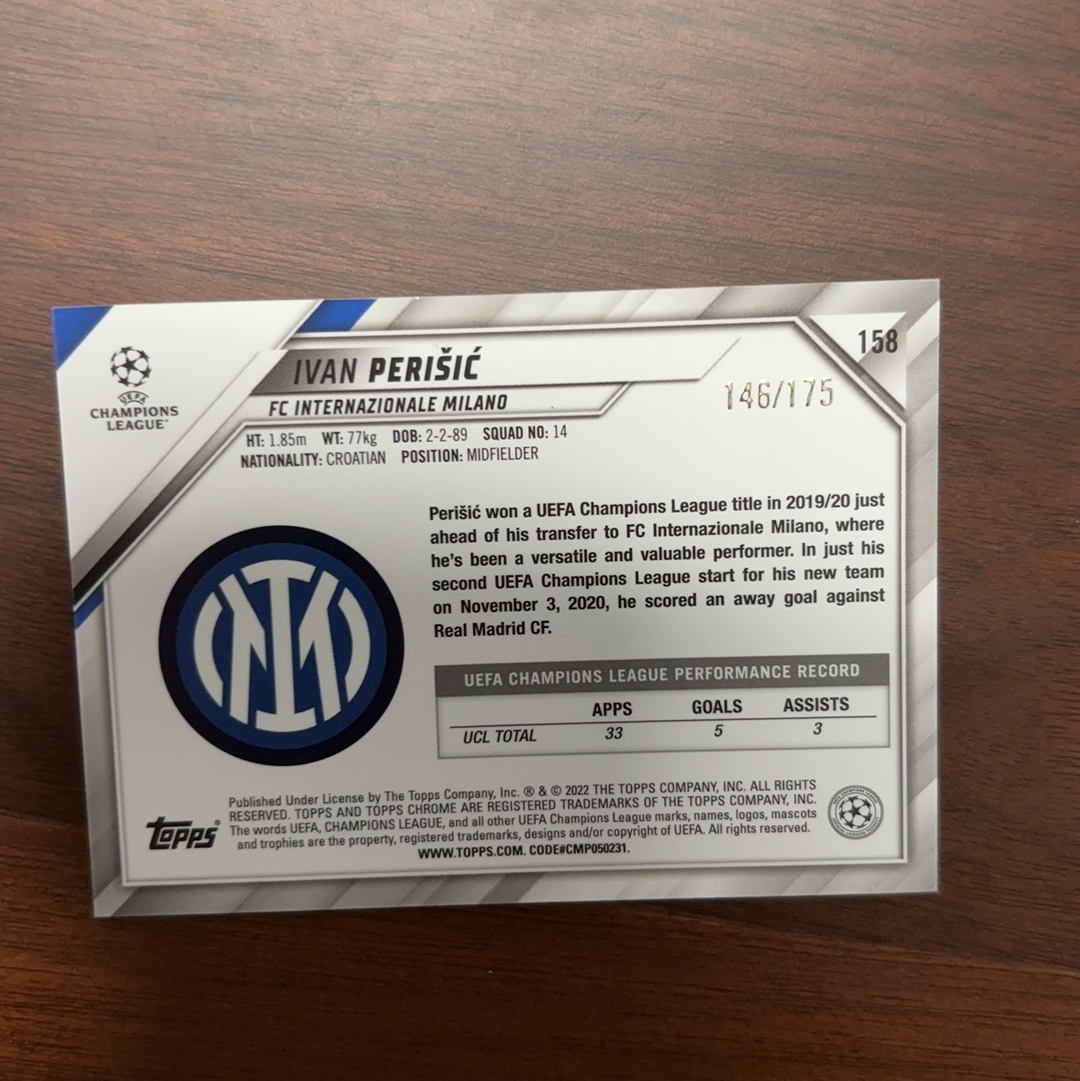 UEFA
CHAMPIONS
LEAGUE
IVAN PERIŠIĆ
158
146/175
FC INTERNAZIONALE MILANO
HT: 1.85m WT: 77kg DOB: 2-2-89 SQUAD NO: 14
NATIONALITY: CROATIAN POSITION: MIDFIELDER
Perišić won a UEFA Champions League title in 2019/20 just
ahead of his transfer to FC Internazionale Milano, where
he's been a versatile and valuable performer. In just his
second UEFA Champions League start for his new team
on November 3, 2020, he scored an away goal against
Real Madrid CF.
UEFA CHAMPIONS LEAGUE PERFORMANCE RECORD
APPS GOALS ASSISTS
UCL TOTAL 33 5 3
Published Under License by The Topps Company, Inc. ® & © 2022 THE TOPPS COMPANY, INC. ALL RIGHTS
RESERVED. TOPPS AND TOPPS CHROME ARE REGISTERED TRADEMARKS OF THE TOPPS COMPANY, INC.
The words UEFA, CHAMPIONS LEAGUE, and all other UEFA Champions League marks, names, logos, mascots
and trophies are the property, registered trademarks, designs and/or copyright of UEFA. All rights reserved.
WWW.TOPPS.COM. CODE#CMP050231.
Topps®